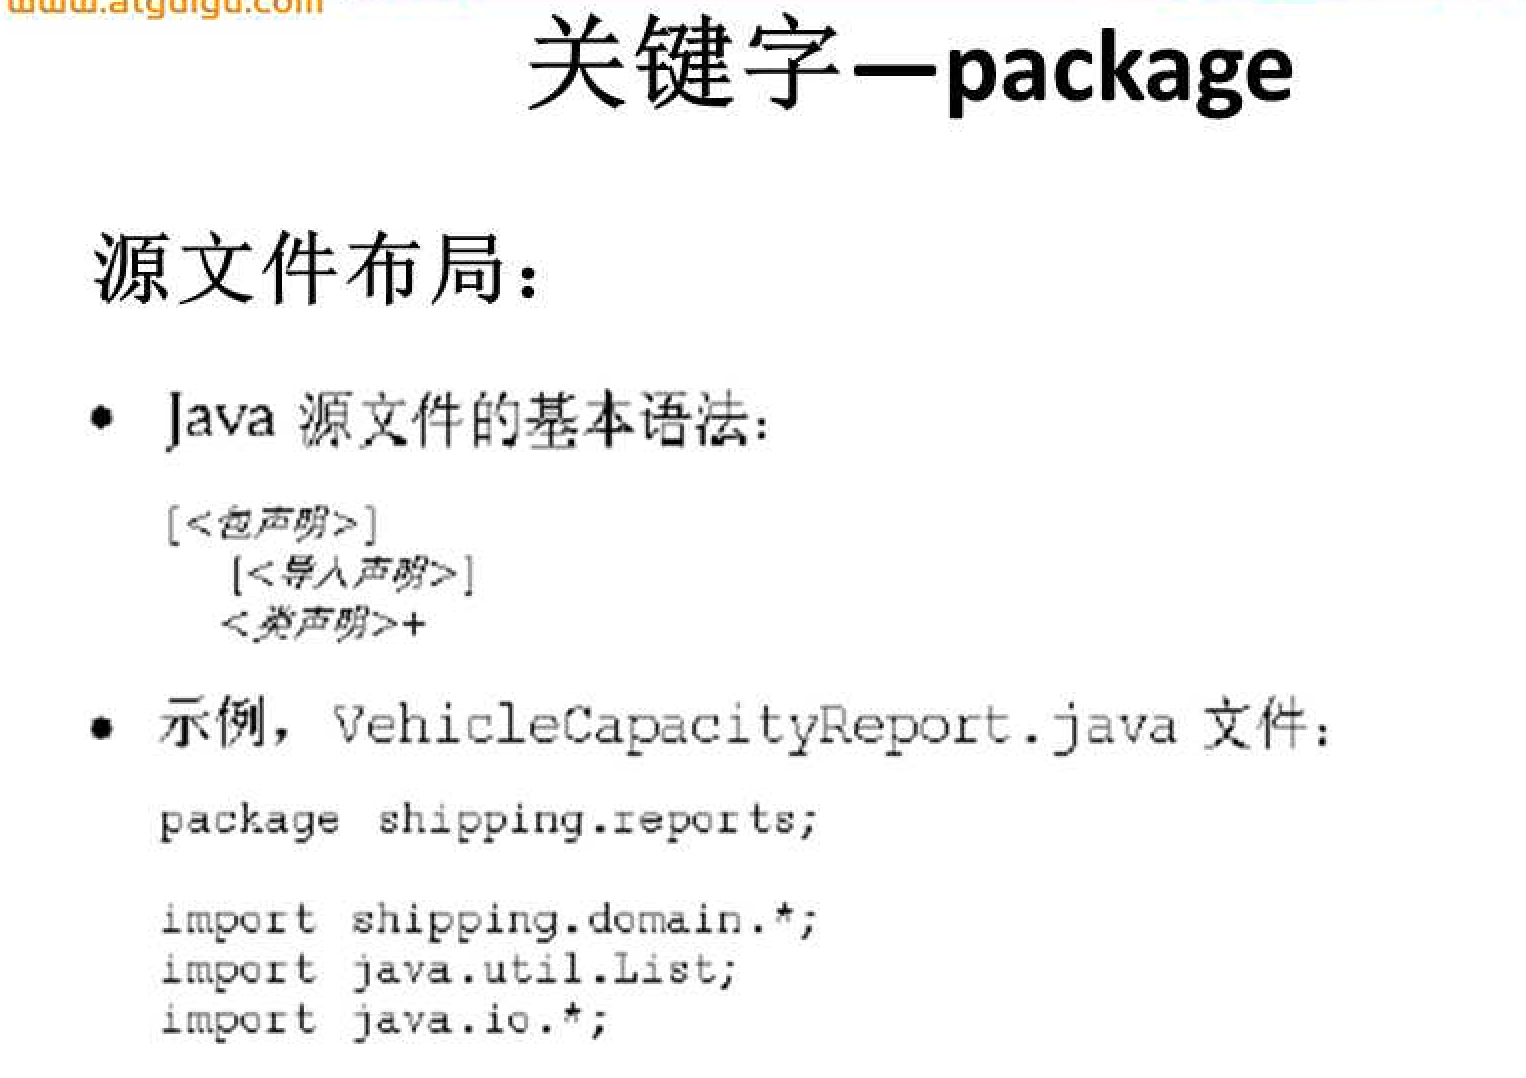 www.atguigu.com
关键字—package
源文件布局：
• Java 源文件的基本语法：
[<包声明>]
[<导入声明>]
<类声明>+
• 示例，VehicleCapacityReport.java 文件：
package shipping.reports;
import shipping.domain.*;
import java.util.List;
import java.io.*;